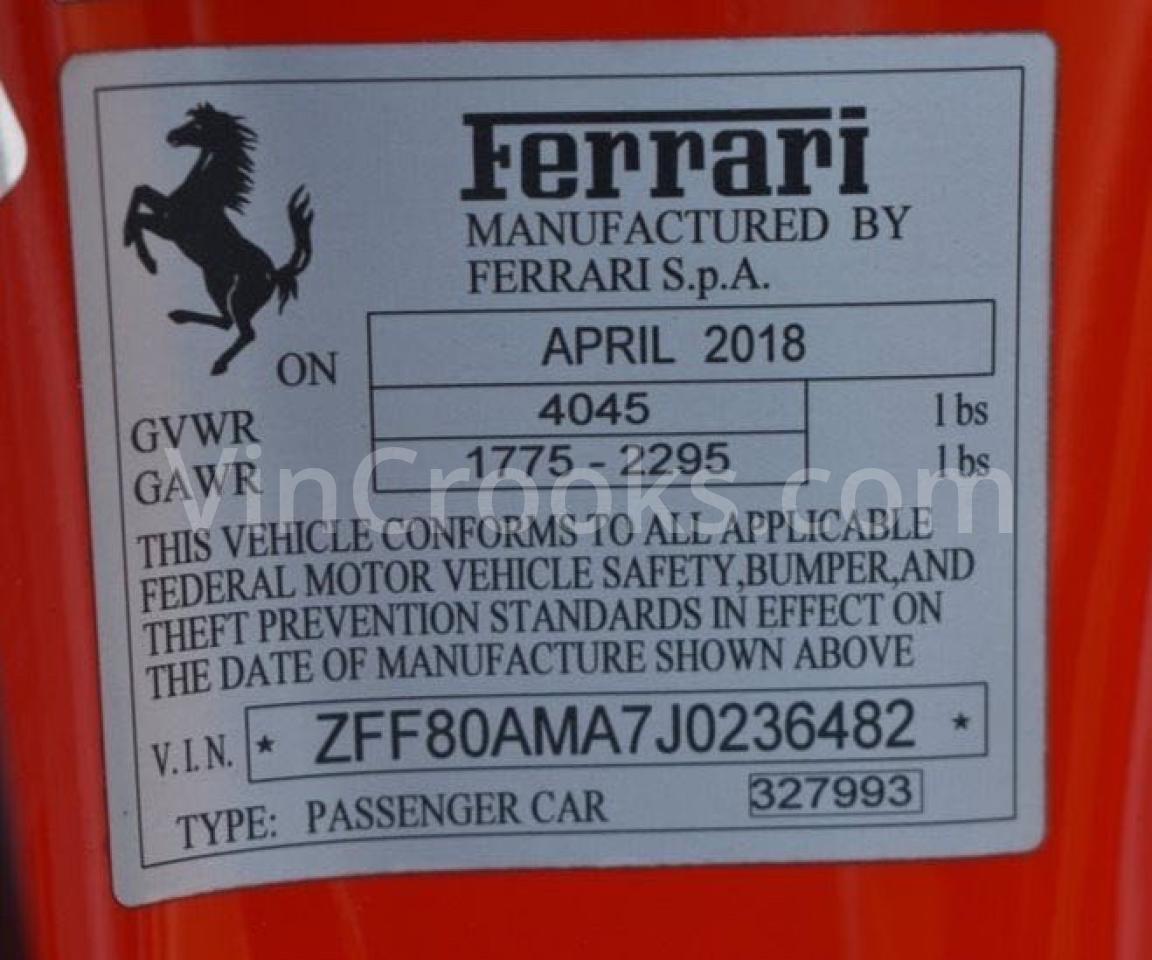 Ferrari
MANUFACTURED BY
FERRARI S.p.A.
ON APRIL 2018
GVWR 4045 lbs
GAWR 1775 - 2295 lbs
VinCrooks.com
THIS VEHICLE CONFORMS TO ALL APPLICABLE
FEDERAL MOTOR VEHICLE SAFETY,BUMPER,AND
THEFT PREVENTION STANDARDS IN EFFECT ON
THE DATE OF MANUFACTURE SHOWN ABOVE
V.I.N. * ZFF80AMA7J0236482 *
TYPE: PASSENGER CAR 327993